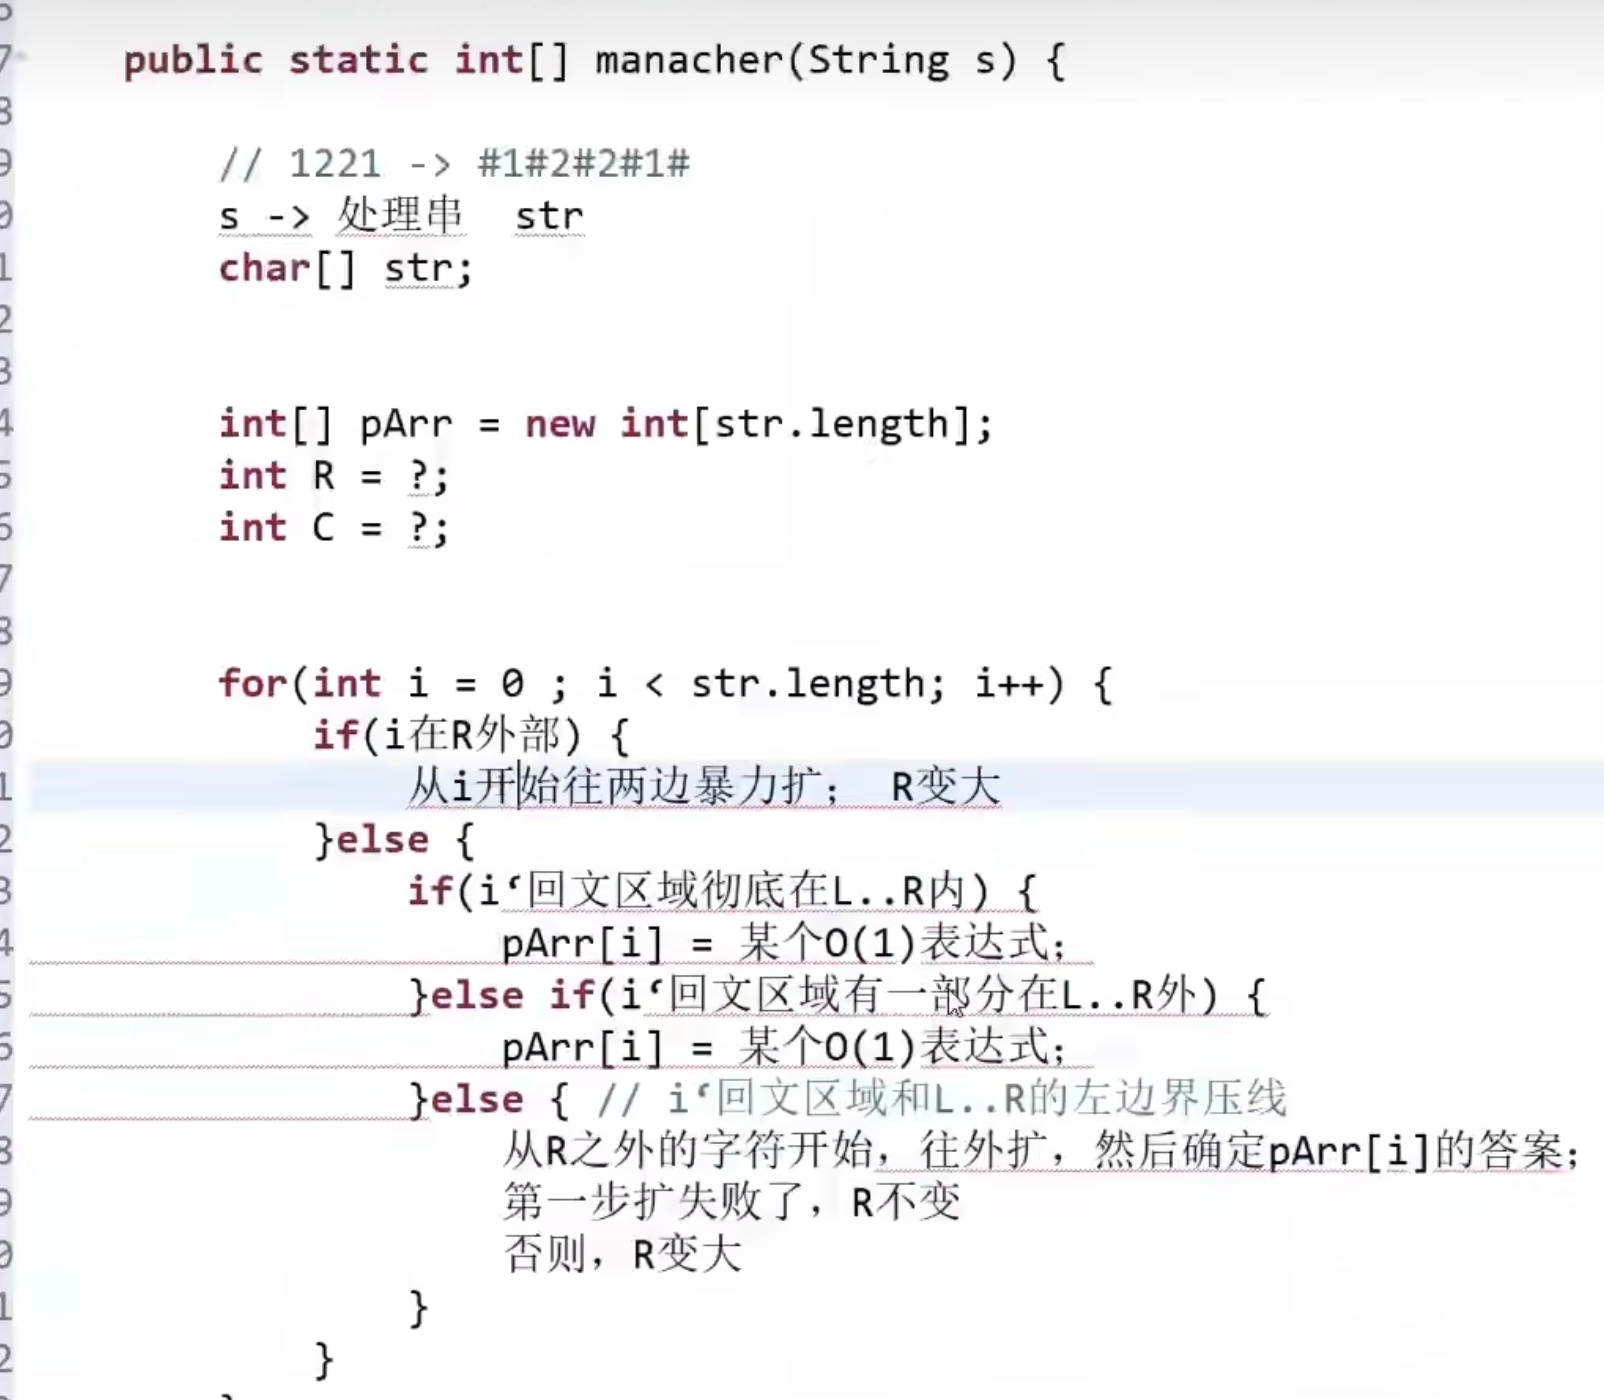 public static int[] manacher(String s) {
// 1221 -> #1#2#2#1#
s -> 处理串 str
char[] str;
int[] pArr = new int[str.length];
int R = ?;
int C = ?;
for(int i = 0 ; i < str.length; i++) {
if(i在R外部) {
从i开始往两边暴力扩； R变大
}else {
if(i‘回文区域彻底在L..R内) {
pArr[i] = 某个O(1)表达式;
}else if(i‘回文区域有一部分在L..R外) {
pArr[i] = 某个O(1)表达式;
}else { // i‘回文区域和L..R的左边界压线
从R之外的字符开始，往外扩，然后确定pArr[i]的答案;
第一步扩失败了，R不变
否则，R变大
}
}